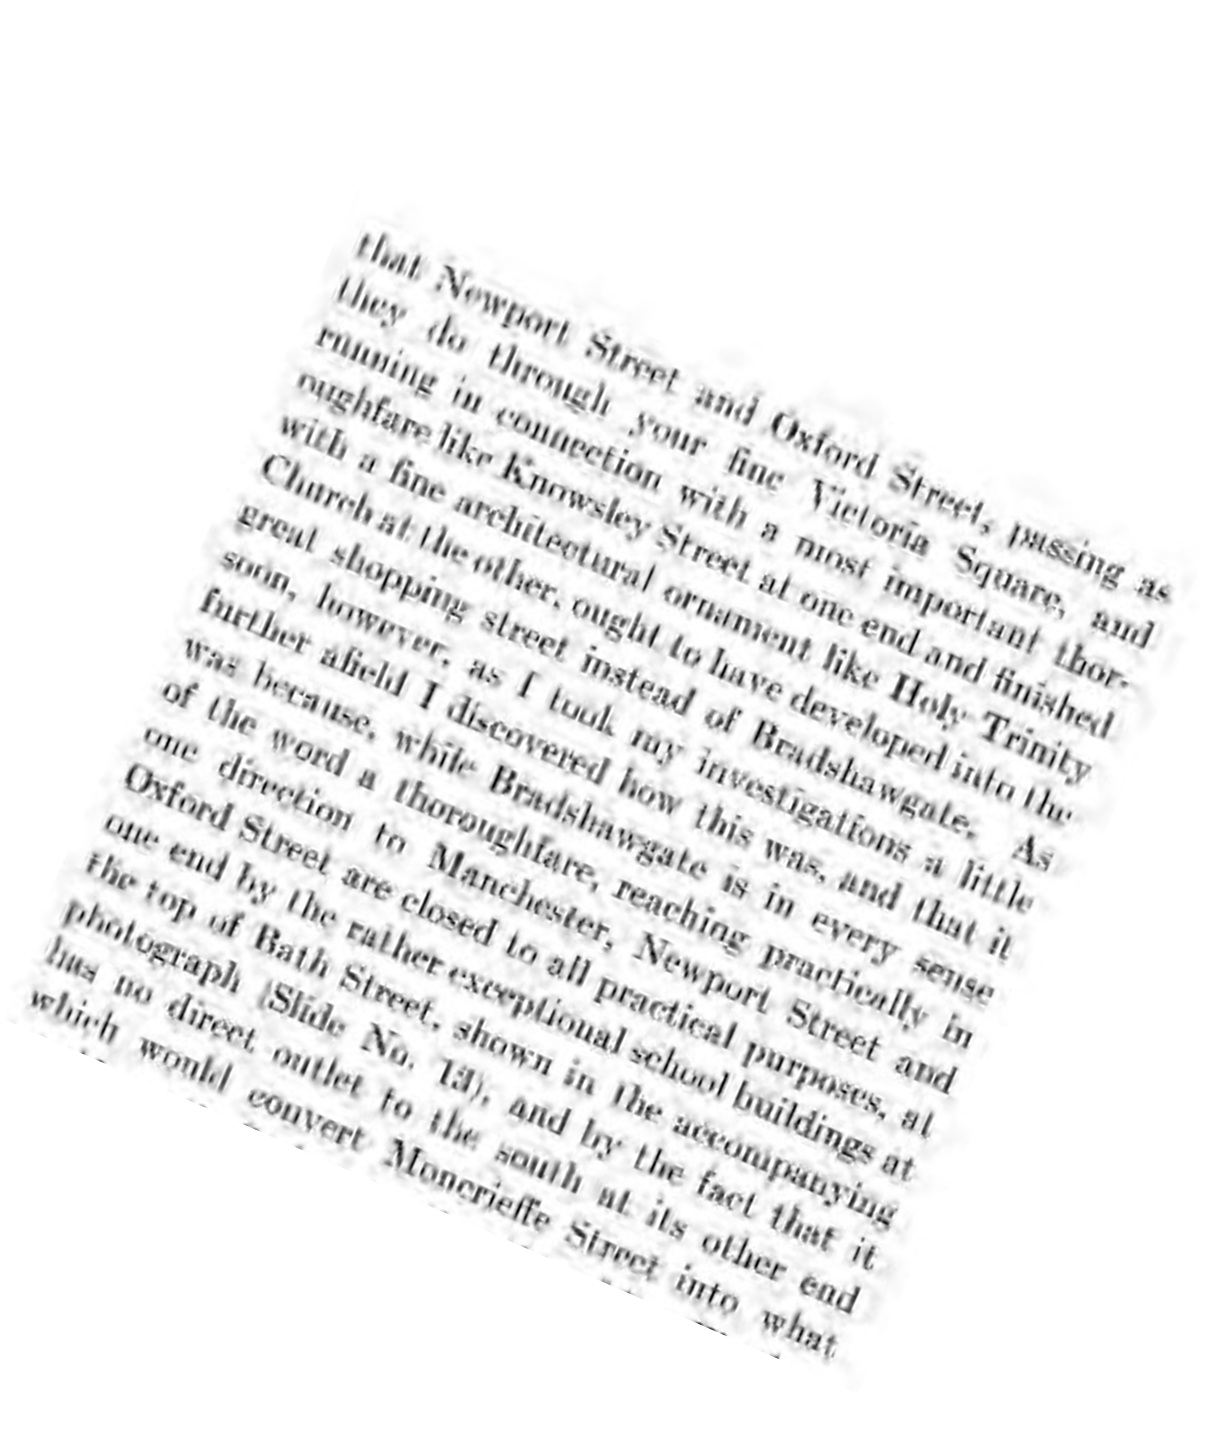 that Newport Street and Oxford Street, passing as
they do through your fine Victoria Square, and
running in connection with a most important thor-
oughfare like Knowsley Street at one end and finished
with a fine architectural ornament like Holy Trinity
Church at the other, ought to have developed into the
great shopping street instead of Bradshawgate. As
soon, however, as I took my investigations a little
further afield I discovered how this was, and that it
was because, while Bradshawgate is in every sense
of the word a thoroughfare, reaching practically in
one direction to Manchester, Newport Street and
Oxford Street are closed to all practical purposes, at
one end by the rather exceptional school buildings at
the top of Bath Street, shown in the accompanying
photograph (Slide No. 13), and by the fact that it
has no direct outlet to the south at its other end
which would convert Moncrieffe Street into what